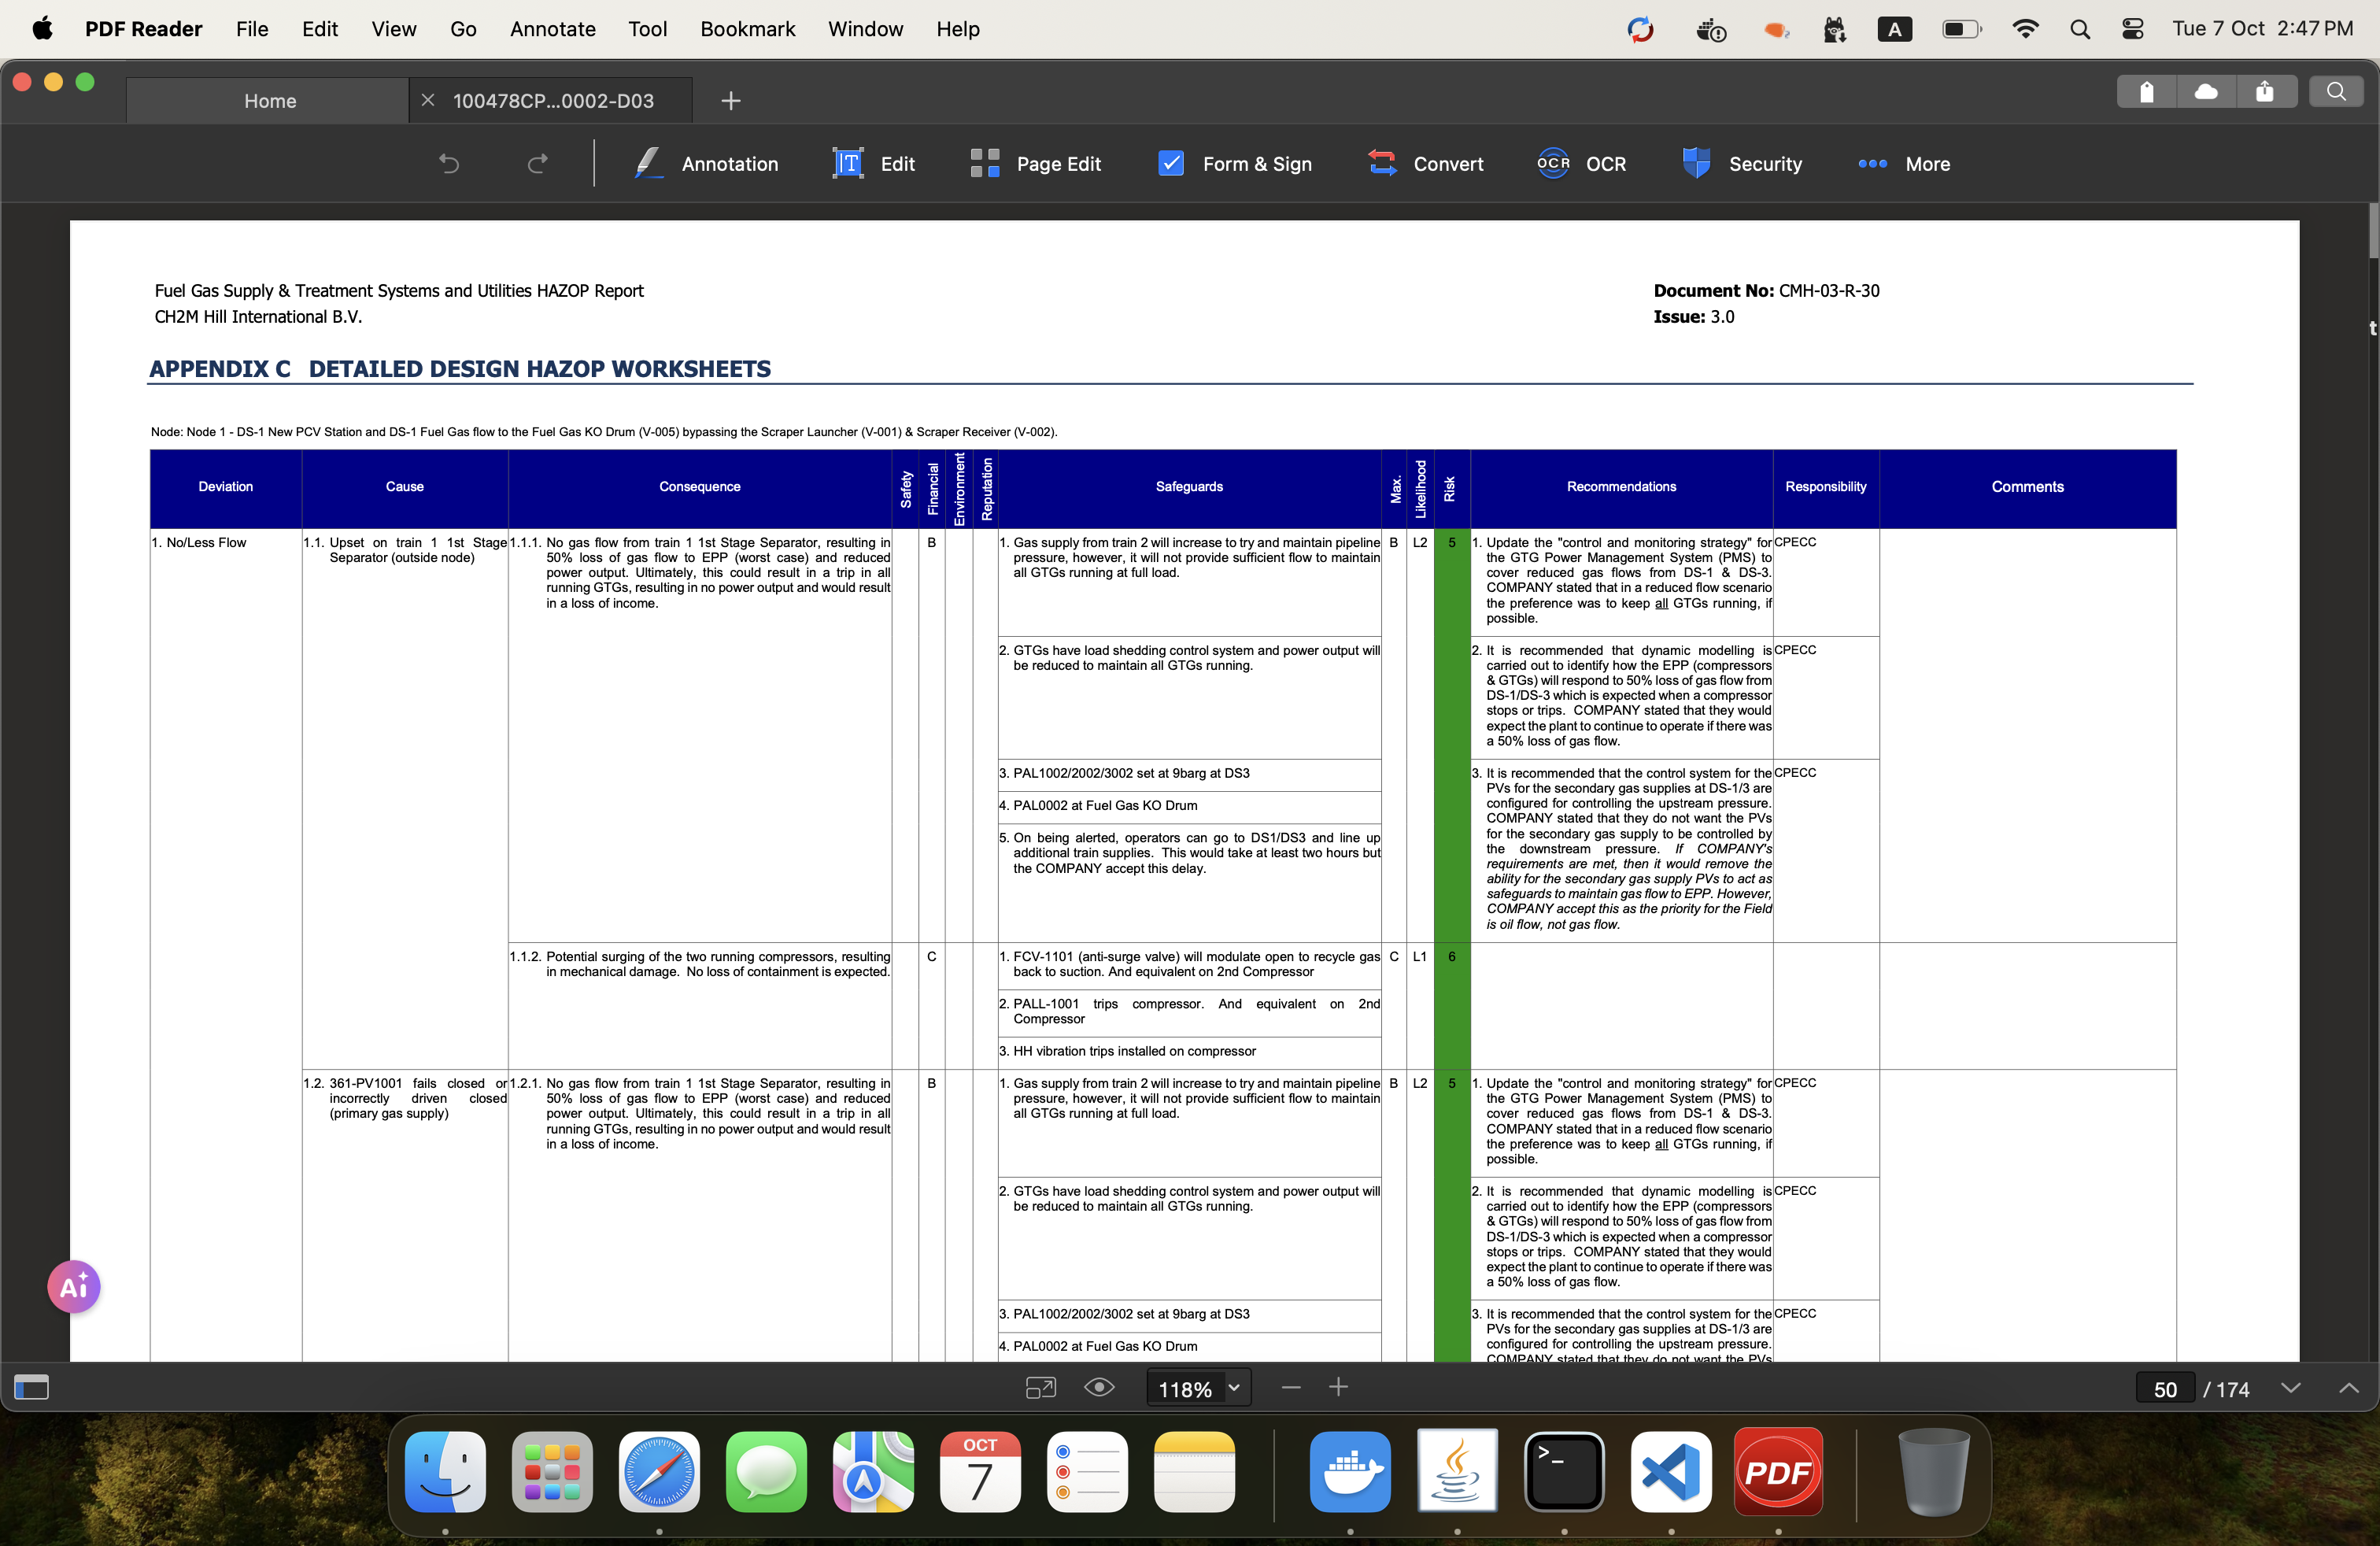 PDF Reader File Edit View Go Annotate Tool Bookmark Window Help A Tue 7 Oct 2:47 PM
Home 100478CP...0002-D03
Annotation Edit Page Edit Form & Sign Convert OCR OCR Security More
Fuel Gas Supply & Treatment Systems and Utilities HAZOP Report
CH2M Hill International B.V.
Document No: CMH-03-R-30
Issue: 3.0
APPENDIX C DETAILED DESIGN HAZOP WORKSHEETS
Node: Node 1 - DS-1 New PCV Station and DS-1 Fuel Gas flow to the Fuel Gas KO Drum (V-005) bypassing the Scraper Launcher (V-001) & Scraper Receiver (V-002).
Deviation Cause Consequence Safety Financial Environment Reputation Safeguards Max. Likelihood Risk Recommendations Responsibility Comments
1. No/Less Flow
1.1. Upset on train 1 1st Stage
Separator (outside node)
1.1.1. No gas flow from train 1 1st Stage Separator, resulting in
50% loss of gas flow to EPP (worst case) and reduced
power output. Ultimately, this could result in a trip in all
running GTGs, resulting in no power output and would result
in a loss of income.
B
1. Gas supply from train 2 will increase to try and maintain pipeline
pressure, however, it will not provide sufficient flow to maintain
all GTGs running at full load.
B L2 5
1. Update the "control and monitoring strategy" for
the GTG Power Management System (PMS) to
cover reduced gas flows from DS-1 & DS-3.
COMPANY stated that in a reduced flow scenario
the preference was to keep all GTGs running, if
possible.
CPECC
2. GTGs have load shedding control system and power output will
be reduced to maintain all GTGs running.
2. It is recommended that dynamic modelling is
carried out to identify how the EPP (compressors
& GTGs) will respond to 50% loss of gas flow from
DS-1/DS-3 which is expected when a compressor
stops or trips. COMPANY stated that they would
expect the plant to continue to operate if there was
a 50% loss of gas flow.
CPECC
3. PAL1002/2002/3002 set at 9barg at DS3
4. PAL0002 at Fuel Gas KO Drum
5. On being alerted, operators can go to DS1/DS3 and line up
additional train supplies. This would take at least two hours but
the COMPANY accept this delay.
3. It is recommended that the control system for the
PVs for the secondary gas supplies at DS-1/3 are
configured for controlling the upstream pressure.
COMPANY stated that they do not want the PVs
for the secondary gas supply to be controlled by
the downstream pressure. If COMPANY's
requirements are met, then it would remove the
ability for the secondary gas supply PVs to act as
safeguards to maintain gas flow to EPP. However,
COMPANY accept this as the priority for the Field
is oil flow, not gas flow.
CPECC
1.1.2. Potential surging of the two running compressors, resulting
in mechanical damage. No loss of containment is expected.
C
1. FCV-1101 (anti-surge valve) will modulate open to recycle gas
back to suction. And equivalent on 2nd Compressor
C L1 6
2. PALL-1001 trips compressor. And equivalent on 2nd
Compressor
3. HH vibration trips installed on compressor
1.2. 361-PV1001 fails closed or
incorrectly driven closed
(primary gas supply)
1.2.1. No gas flow from train 1 1st Stage Separator, resulting in
50% loss of gas flow to EPP (worst case) and reduced
power output. Ultimately, this could result in a trip in all
running GTGs, resulting in no power output and would result
in a loss of income.
B
1. Gas supply from train 2 will increase to try and maintain pipeline
pressure, however, it will not provide sufficient flow to maintain
all GTGs running at full load.
B L2 5
1. Update the "control and monitoring strategy" for
the GTG Power Management System (PMS) to
cover reduced gas flows from DS-1 & DS-3.
COMPANY stated that in a reduced flow scenario
the preference was to keep all GTGs running, if
possible.
CPECC
2. GTGs have load shedding control system and power output will
be reduced to maintain all GTGs running.
2. It is recommended that dynamic modelling is
carried out to identify how the EPP (compressors
& GTGs) will respond to 50% loss of gas flow from
DS-1/DS-3 which is expected when a compressor
stops or trips. COMPANY stated that they would
expect the plant to continue to operate if there was
a 50% loss of gas flow.
CPECC
3. PAL1002/2002/3002 set at 9barg at DS3
4. PAL0002 at Fuel Gas KO Drum
3. It is recommended that the control system for the
PVs for the secondary gas supplies at DS-1/3 are
configured for controlling the upstream pressure.
COMPANY stated that they do not want the PVs
CPECC
Ai
118%
50 / 174
OCT
7
PDF